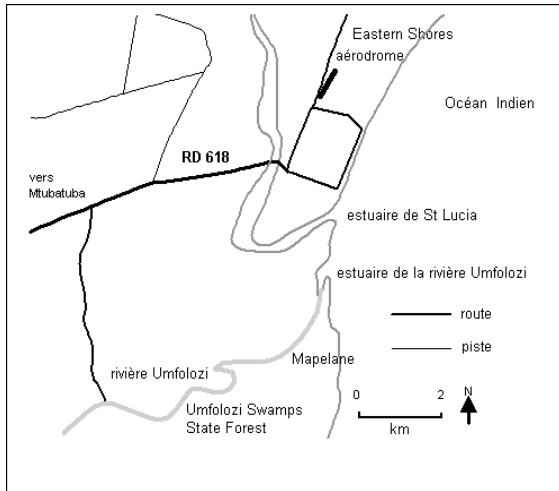 Eastern Shores
aérodrome
Océan Indien
RD 618
vers
Mtubatuba
estuaire de St Lucia
estuaire de la rivière Umfolozi
route
Mapelane
piste
rivière Umfolozi
0 2
N
Umfolozi Swamps
State Forest
km